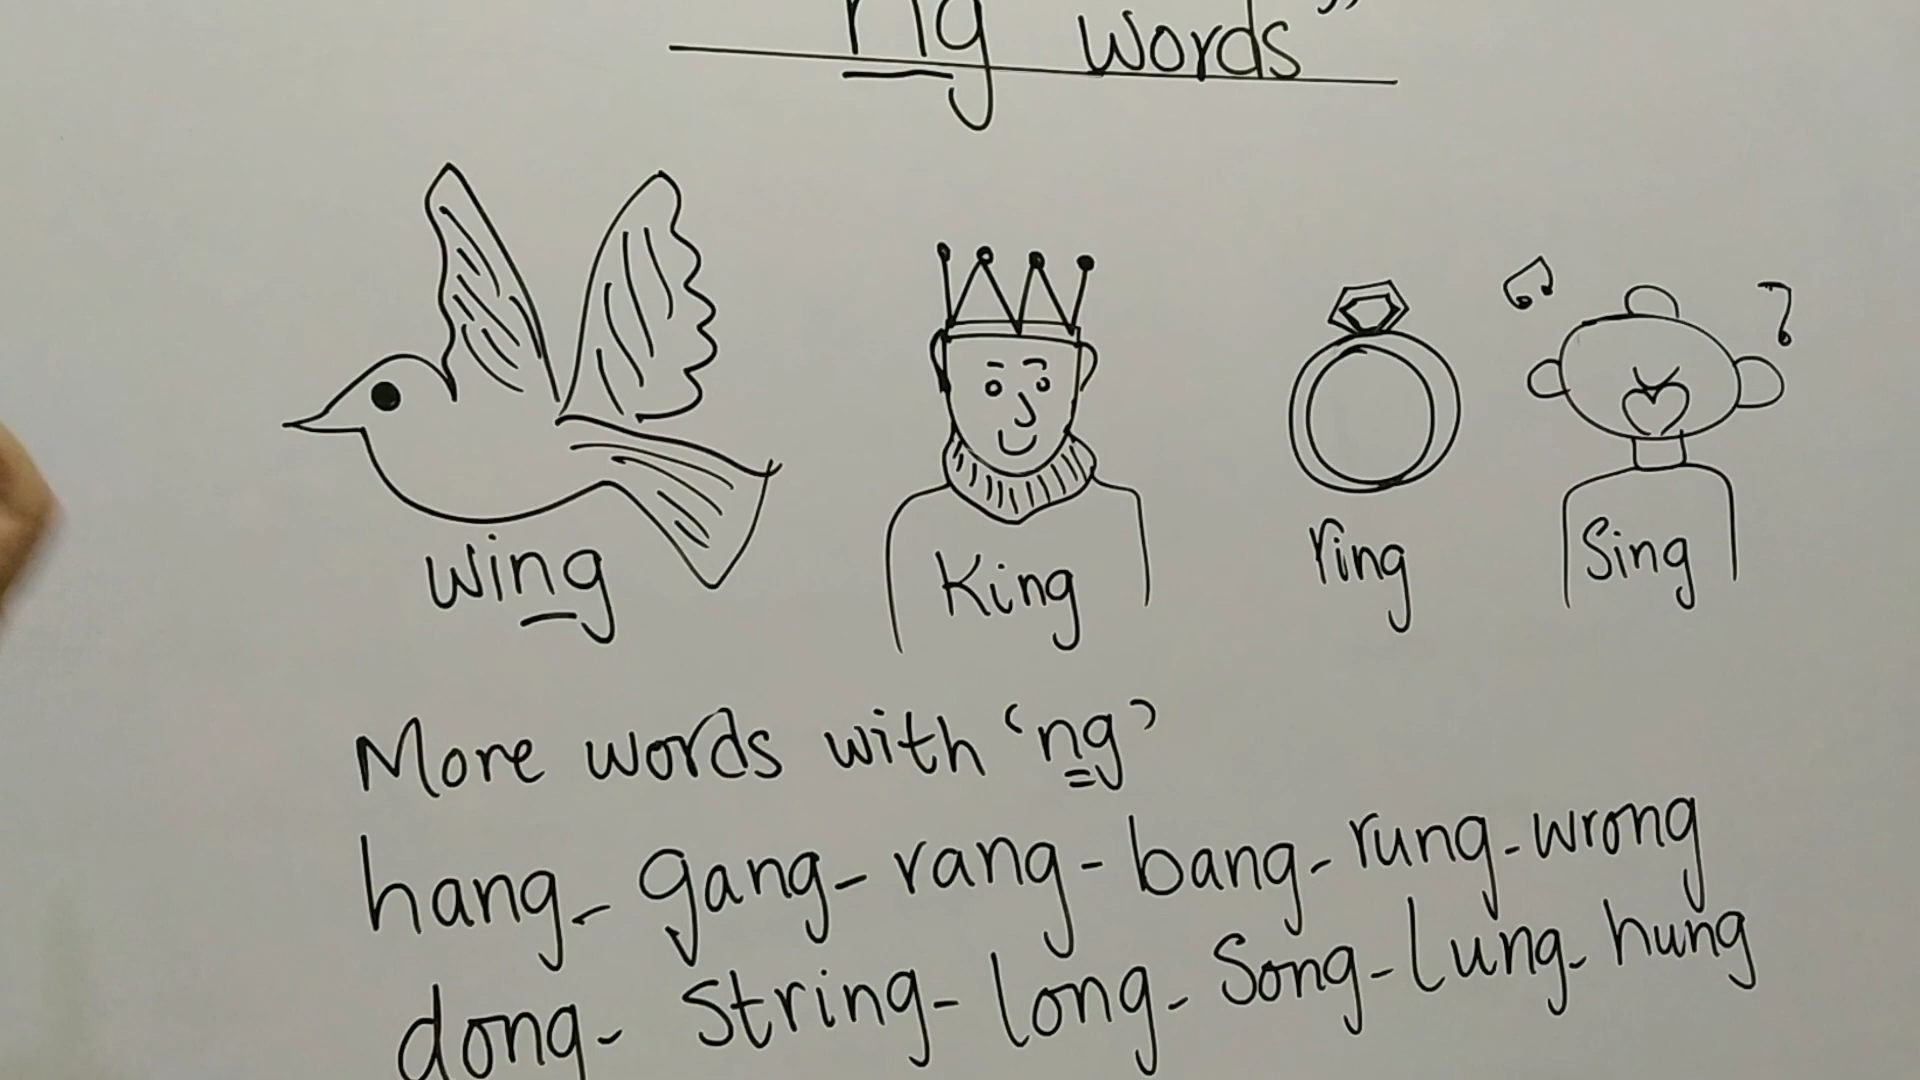 ng words"
wing King ring Sing
More words with 'ng'
hang - gang - rang - bang - rung - wrong
dong - String - long - Song - lung - hung